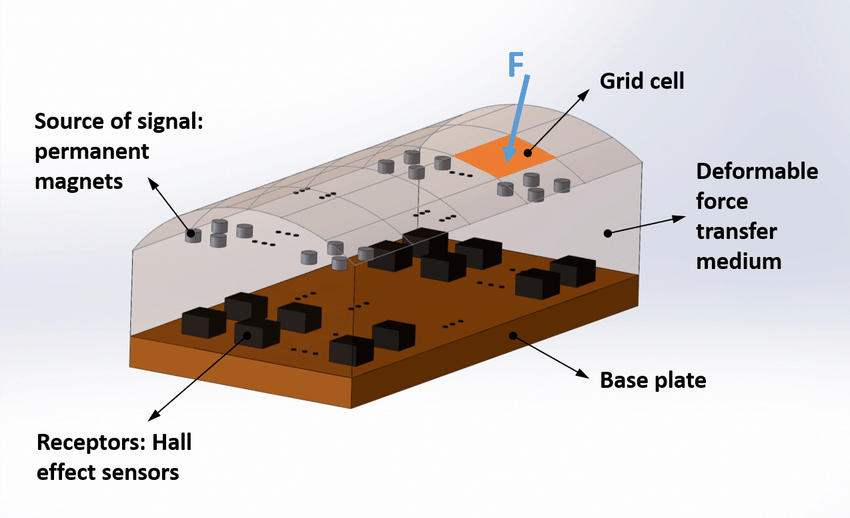 F
Grid cell
Source of signal:
permanent
magnets
Deformable
force
transfer
medium
Base plate
Receptors: Hall
effect sensors